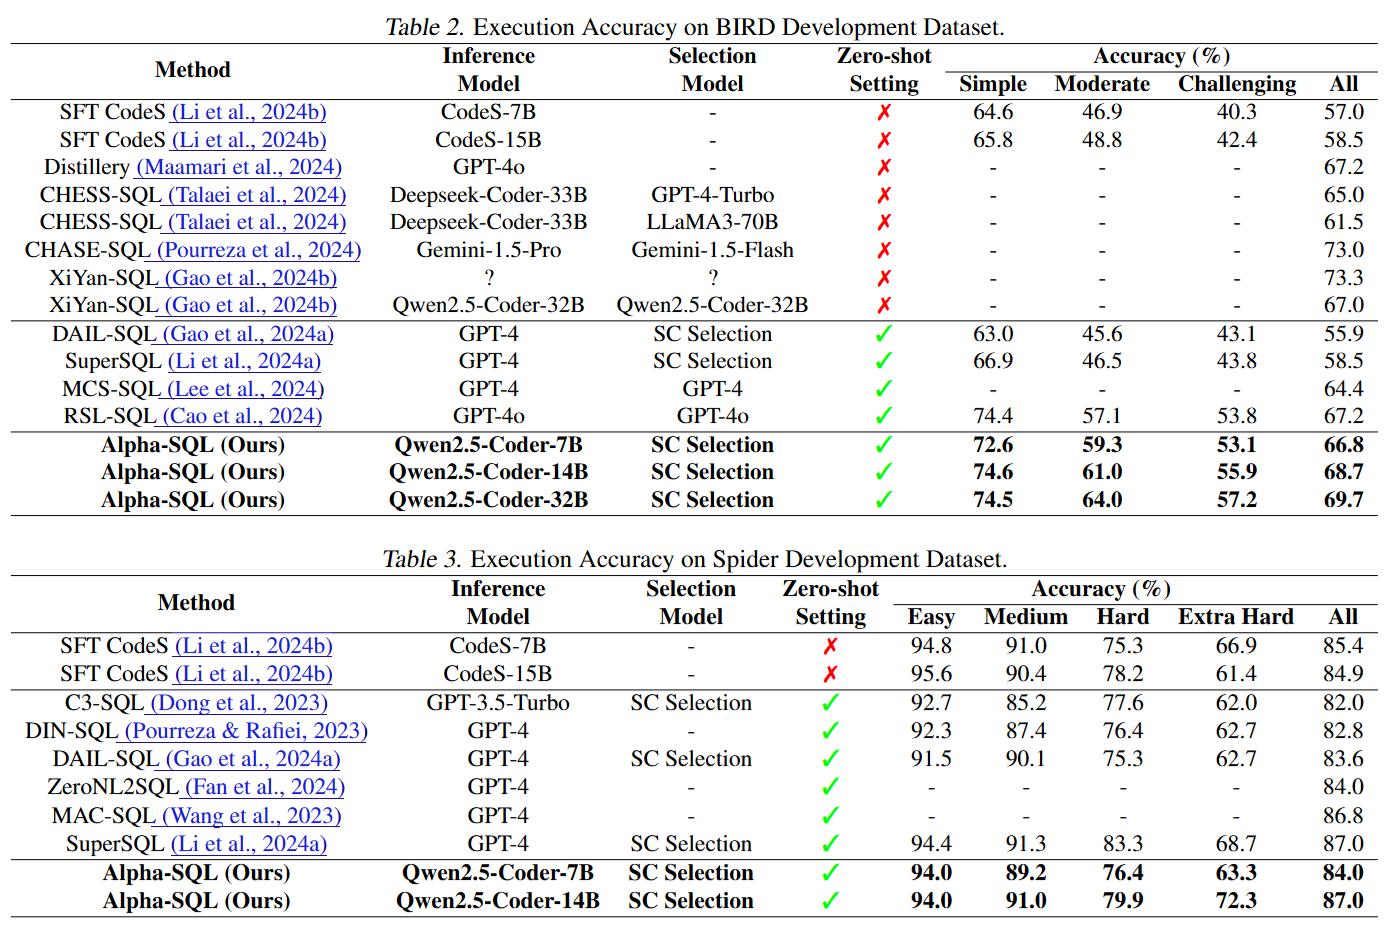 Table 2. Execution Accuracy on BIRD Development Dataset.
Method Inference Model Selection Model Zero-shot Setting Accuracy (%)
Simple Moderate Challenging All
SFT CodeS (Li et al., 2024b) CodeS-7B - ✗ 64.6 46.9 40.3 57.0
SFT CodeS (Li et al., 2024b) CodeS-15B - ✗ 65.8 48.8 42.4 58.5
Distillery (Maamari et al., 2024) GPT-4o - ✗ - - - 67.2
CHESS-SQL (Talaei et al., 2024) Deepseek-Coder-33B GPT-4-Turbo ✗ - - - 65.0
CHESS-SQL (Talaei et al., 2024) Deepseek-Coder-33B LLaMA3-70B ✗ - - - 61.5
CHASE-SQL (Pourreza et al., 2024) Gemini-1.5-Pro Gemini-1.5-Flash ✗ - - - 73.0
XiYan-SQL (Gao et al., 2024b) ? ? ✗ - - - 73.3
XiYan-SQL (Gao et al., 2024b) Qwen2.5-Coder-32B Qwen2.5-Coder-32B ✗ - - - 67.0
DAIL-SQL (Gao et al., 2024a) GPT-4 SC Selection ✓ 63.0 45.6 43.1 55.9
SuperSQL (Li et al., 2024a) GPT-4 SC Selection ✓ 66.9 46.5 43.8 58.5
MCS-SQL (Lee et al., 2024) GPT-4 GPT-4 ✓ - - - 64.4
RSL-SQL (Cao et al., 2024) GPT-4o GPT-4o ✓ 74.4 57.1 53.8 67.2
Alpha-SQL (Ours) Qwen2.5-Coder-7B SC Selection ✓ 72.6 59.3 53.1 66.8
Alpha-SQL (Ours) Qwen2.5-Coder-14B SC Selection ✓ 74.6 61.0 55.9 68.7
Alpha-SQL (Ours) Qwen2.5-Coder-32B SC Selection ✓ 74.5 64.0 57.2 69.7
Table 3. Execution Accuracy on Spider Development Dataset.
Method Inference Model Selection Model Zero-shot Setting Accuracy (%)
Easy Medium Hard Extra Hard All
SFT CodeS (Li et al., 2024b) CodeS-7B - ✗ 94.8 91.0 75.3 66.9 85.4
SFT CodeS (Li et al., 2024b) CodeS-15B - ✗ 95.6 90.4 78.2 61.4 84.9
C3-SQL (Dong et al., 2023) GPT-3.5-Turbo SC Selection ✓ 92.7 85.2 77.6 62.0 82.0
DIN-SQL (Pourreza & Rafiei, 2023) GPT-4 - ✓ 92.3 87.4 76.4 62.7 82.8
DAIL-SQL (Gao et al., 2024a) GPT-4 SC Selection ✓ 91.5 90.1 75.3 62.7 83.6
ZeroNL2SQL (Fan et al., 2024) GPT-4 - ✓ - - - - 84.0
MAC-SQL (Wang et al., 2023) GPT-4 - ✓ - - - - 86.8
SuperSQL (Li et al., 2024a) GPT-4 SC Selection ✓ 94.4 91.3 83.3 68.7 87.0
Alpha-SQL (Ours) Qwen2.5-Coder-7B SC Selection ✓ 94.0 89.2 76.4 63.3 84.0
Alpha-SQL (Ours) Qwen2.5-Coder-14B SC Selection ✓ 94.0 91.0 79.9 72.3 87.0